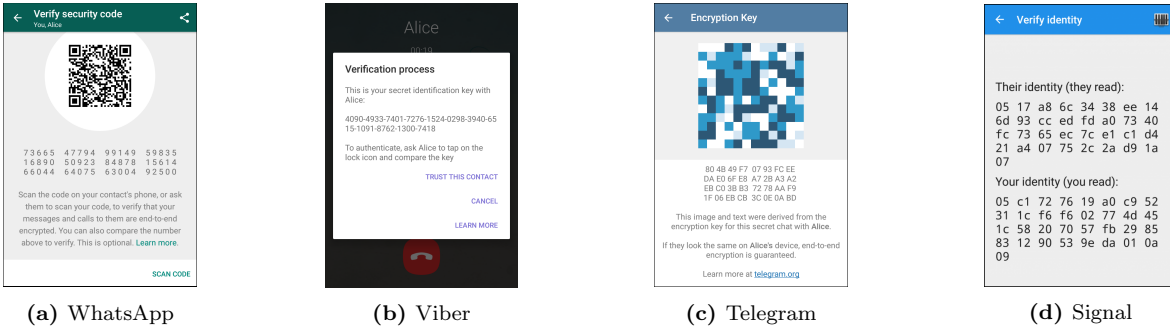 Verify security code
You, Alice
73665 47794 99149 59835
16890 50923 84878 15614
66044 64075 63004 92500
Scan the code on your contact's phone, or ask
them to scan your code, to verify that your
messages and calls to them are end-to-end
encrypted. You can also compare the number
above to verify. This is optional. Learn more.
SCAN CODE
(a) WhatsApp
Alice
00:19
Verification process
This is your secret identification key with
Alice:
4090-4933-7401-7276-1524-0298-3940-65
15-1091-8762-1300-7418
To authenticate, ask Alice to tap on the
lock icon and compare the key
TRUST THIS CONTACT
CANCEL
LEARN MORE
(b) Viber
Encryption Key
80 4B 49 F7 07 93 FC EE
DA E0 6F E8 A7 2B A3 A2
EB C0 3B B3 72 78 AA F9
1F 06 EB CB 3C 0E 0A BD
This image and text were derived from the
encryption key for this secret chat with Alice.
If they look the same on Alice's device, end-to-end
encryption is guaranteed.
Learn more at telegram.org
(c) Telegram
Verify identity
Their identity (they read):
05 17 a8 6c 34 38 ee 14
6d 93 cc ed fd a0 73 40
fc 73 65 ec 7c e1 c1 d4
21 a4 07 75 2c 2a d9 1a
07
Your identity (you read):
05 c1 72 76 19 a0 c9 52
31 1c f6 f6 02 77 4d 45
1c 58 20 70 57 fb 29 85
83 12 90 53 9e da 01 0a
09
(d) Signal